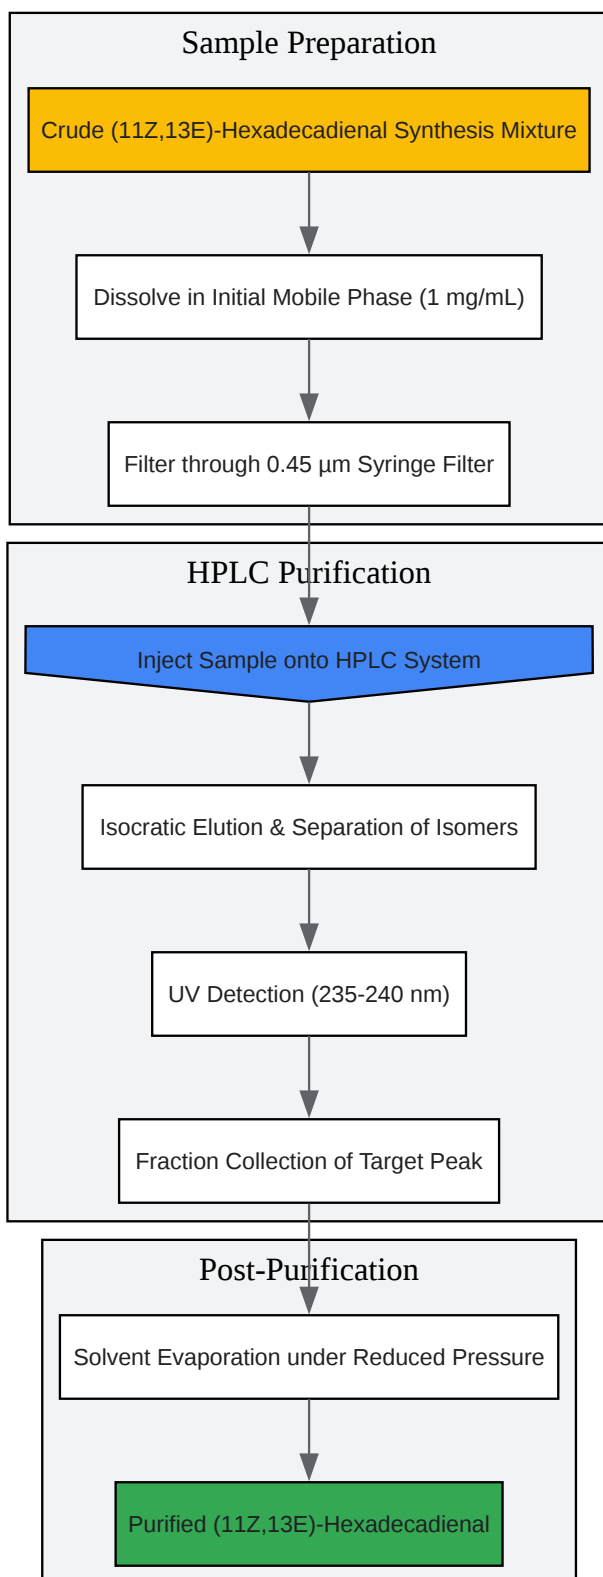 Sample Preparation
Crude (11Z,13E)-Hexadecadienal Synthesis Mixture
Dissolve in Initial Mobile Phase (1 mg/mL)
Filter through 0.45 µm Syringe Filter
HPLC Purification
Inject Sample onto HPLC System
Isocratic Elution & Separation of Isomers
UV Detection (235-240 nm)
Fraction Collection of Target Peak
Post-Purification
Solvent Evaporation under Reduced Pressure
Purified (11Z,13E)-Hexadecadienal